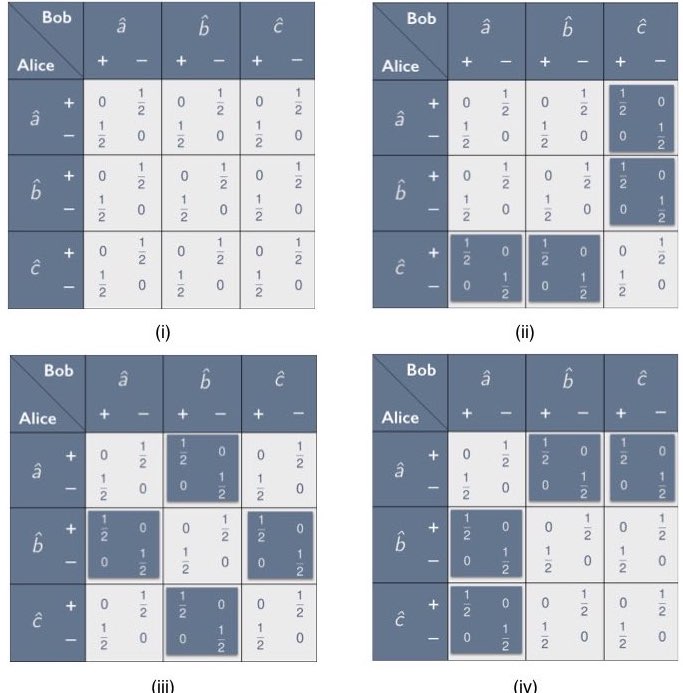 Bob
â b̂ ĉ
Alice + − + − + −
â + 0 ½ 0 ½ 0 ½
− ½ 0 ½ 0 ½ 0
b̂ + 0 ½ 0 ½ 0 ½
− ½ 0 ½ 0 ½ 0
ĉ + 0 ½ 0 ½ 0 ½
− ½ 0 ½ 0 ½ 0
(i)
Bob
â b̂ ĉ
Alice + − + − + −
â + 0 ½ 0 ½ ½ 0
− ½ 0 ½ 0 0 ½
b̂ + 0 ½ 0 ½ ½ 0
− ½ 0 ½ 0 0 ½
ĉ + ½ 0 ½ 0 0 ½
− 0 ½ 0 ½ ½ 0
(ii)
Bob
â b̂ ĉ
Alice + − + − + −
â + 0 ½ ½ 0 0 ½
− ½ 0 0 ½ ½ 0
b̂ + ½ 0 0 ½ ½ 0
− 0 ½ ½ 0 0 ½
ĉ + 0 ½ ½ 0 0 ½
− ½ 0 0 ½ ½ 0
(iii)
Bob
â b̂ ĉ
Alice + − + − + −
â + 0 ½ ½ 0 ½ 0
− ½ 0 0 ½ 0 ½
b̂ + ½ 0 0 ½ 0 ½
− 0 ½ ½ 0 ½ 0
ĉ + ½ 0 0 ½ 0 ½
− 0 ½ ½ 0 ½ 0
(iv)